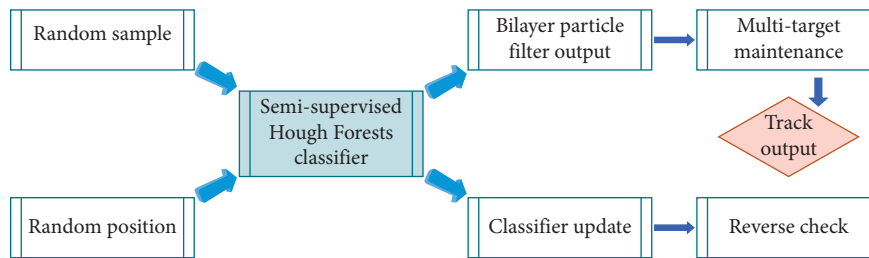 Random sample
Bilayer particle
filter output
Multi-target
maintenance
Semi-supervised
Hough Forests
classifier
Track
output
Random position
Classifier update
Reverse check